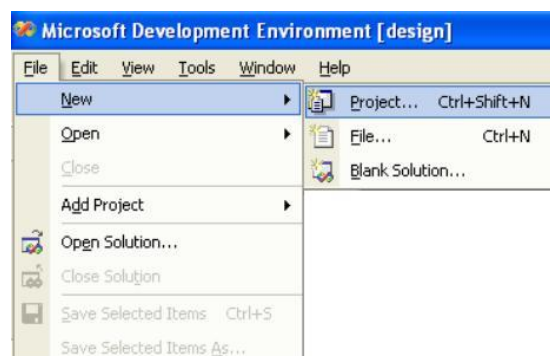 Microsoft Development Environment [design]
File Edit View Tools Window Help
New
Project... Ctrl+Shift+N
Open
File... Ctrl+N
Close
Blank Solution...
Add Project
Open Solution...
Close Solution
Save Selected Items Ctrl+S
Save Selected Items As...